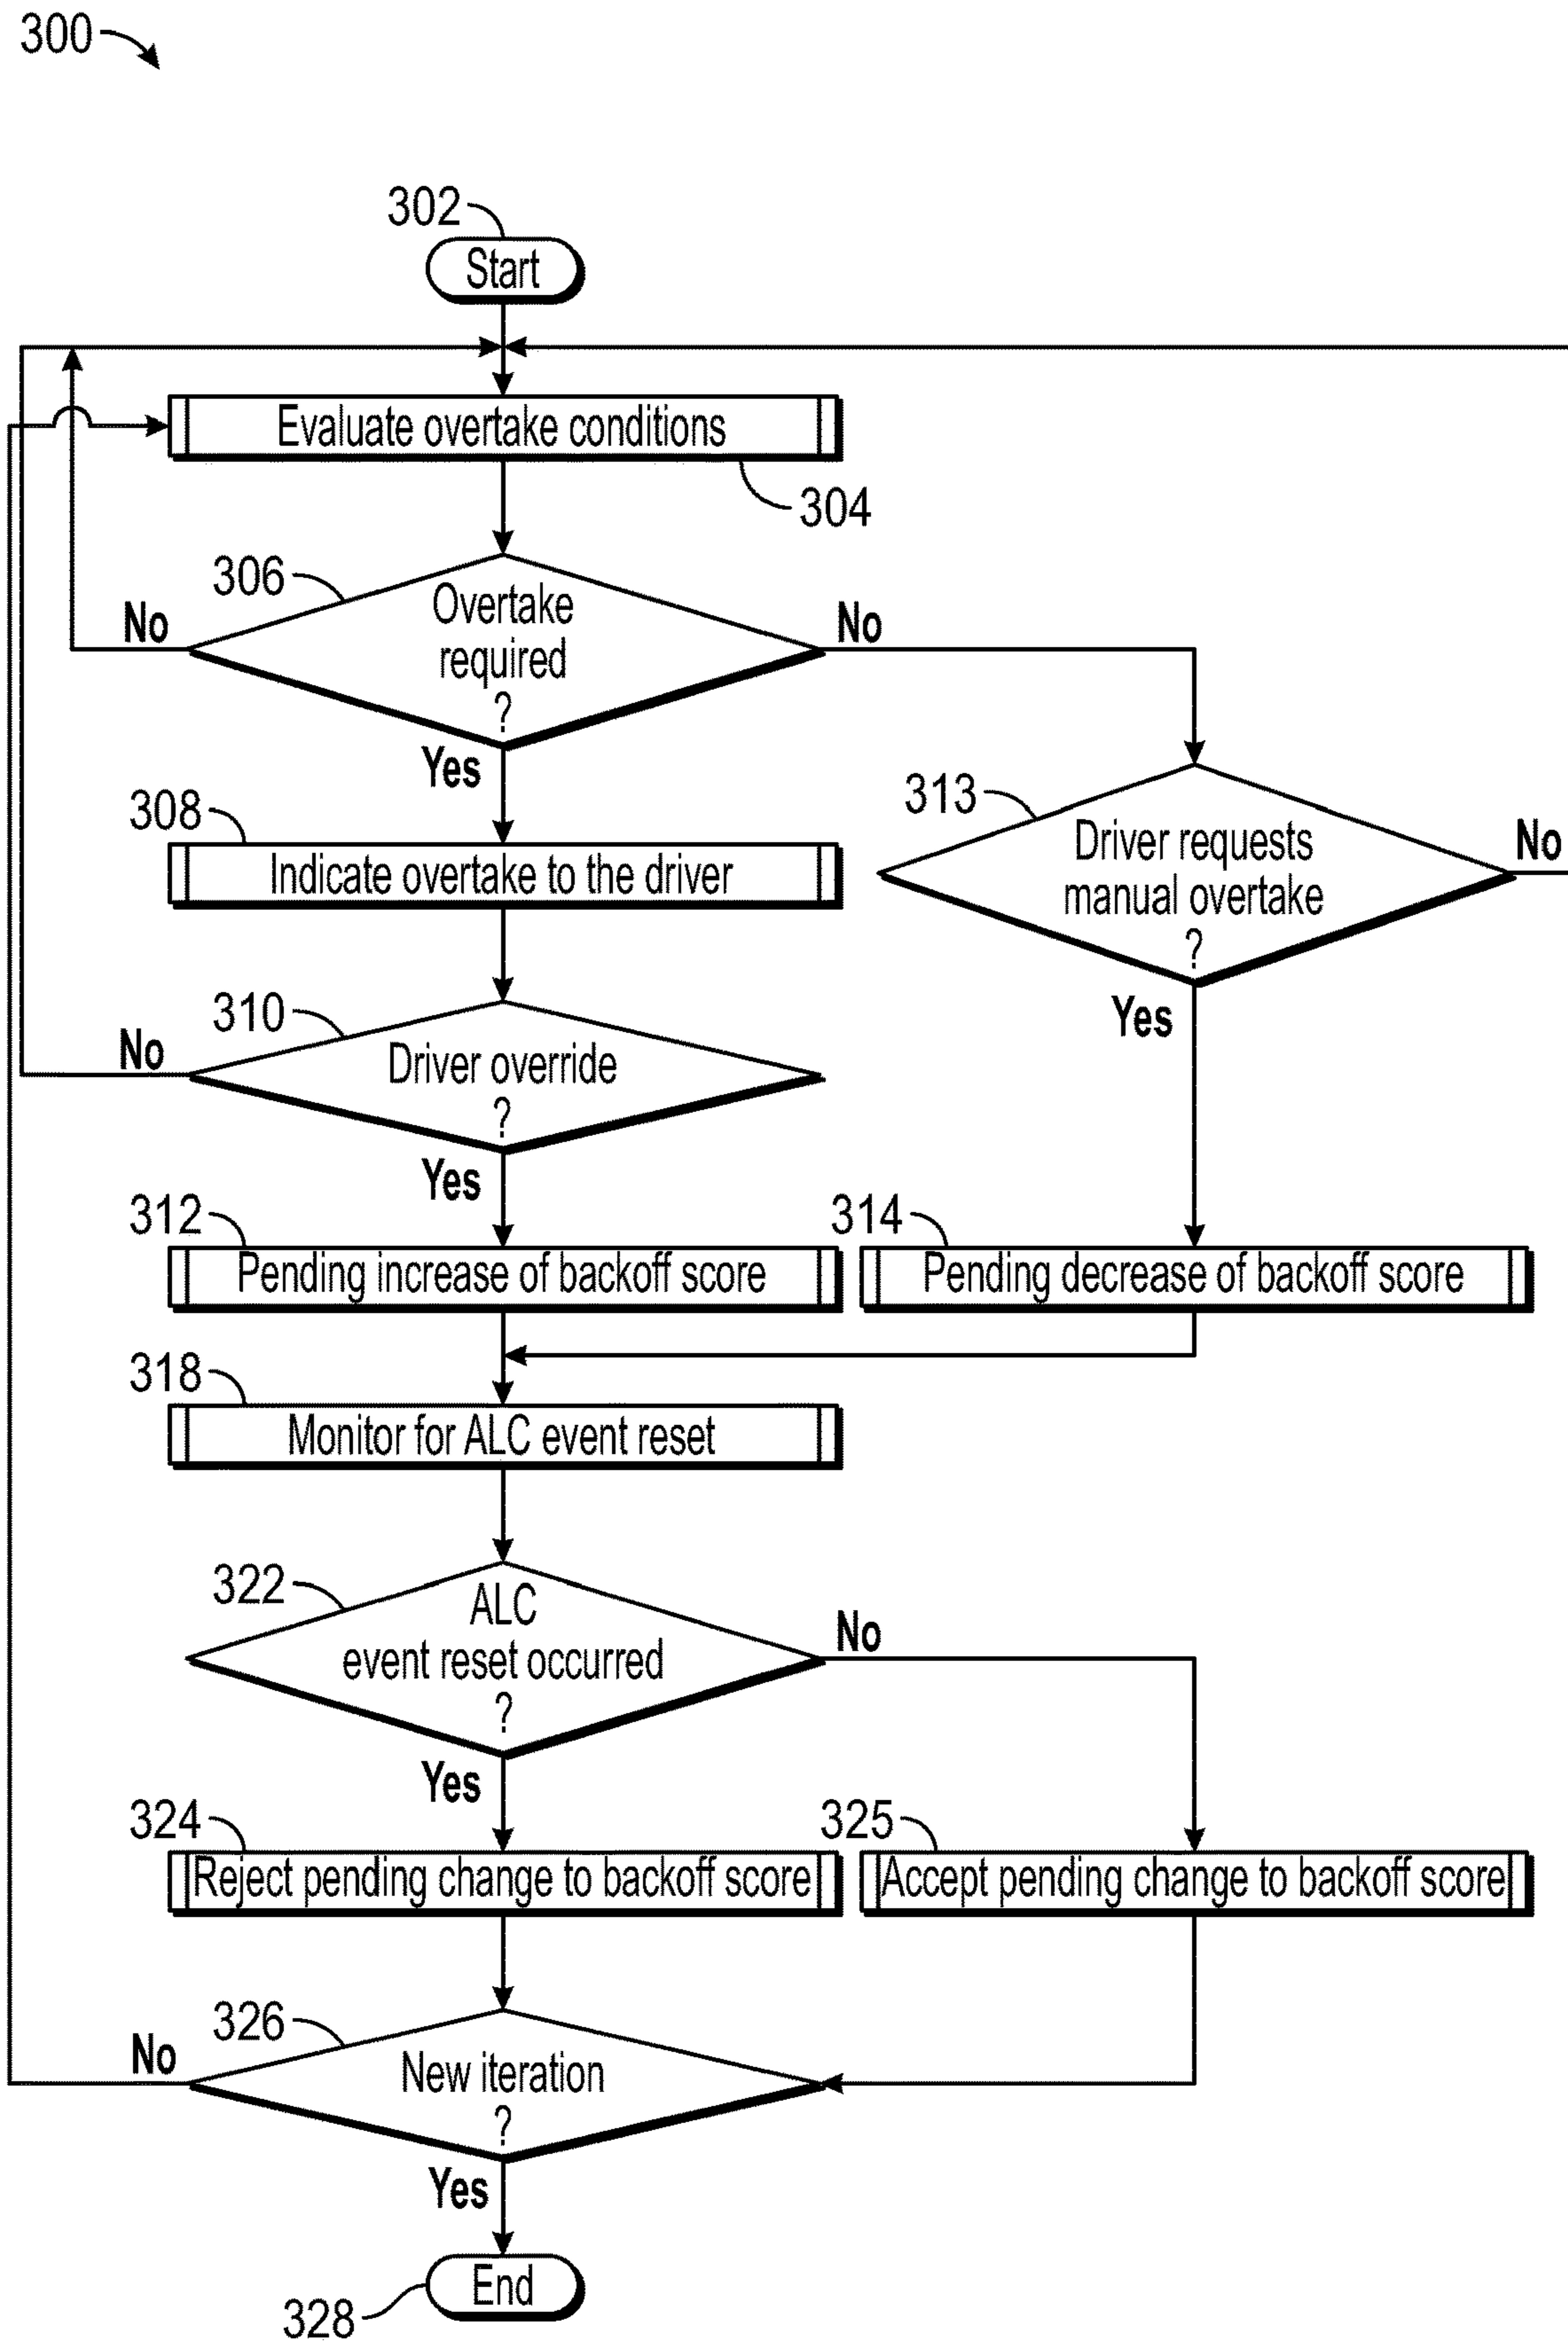 300
302
Start
Evaluate overtake conditions
304
306
Overtake
required
?
No
No
Yes
308
Indicate overtake to the driver
313
Driver requests
manual overtake
?
No
Yes
310
Driver override
?
No
Yes
312
Pending increase of backoff score
314
Pending decrease of backoff score
318
Monitor for ALC event reset
322
ALC
event reset occurred
?
No
Yes
324
Reject pending change to backoff score
325
Accept pending change to backoff score
326
New iteration
?
No
Yes
End
328